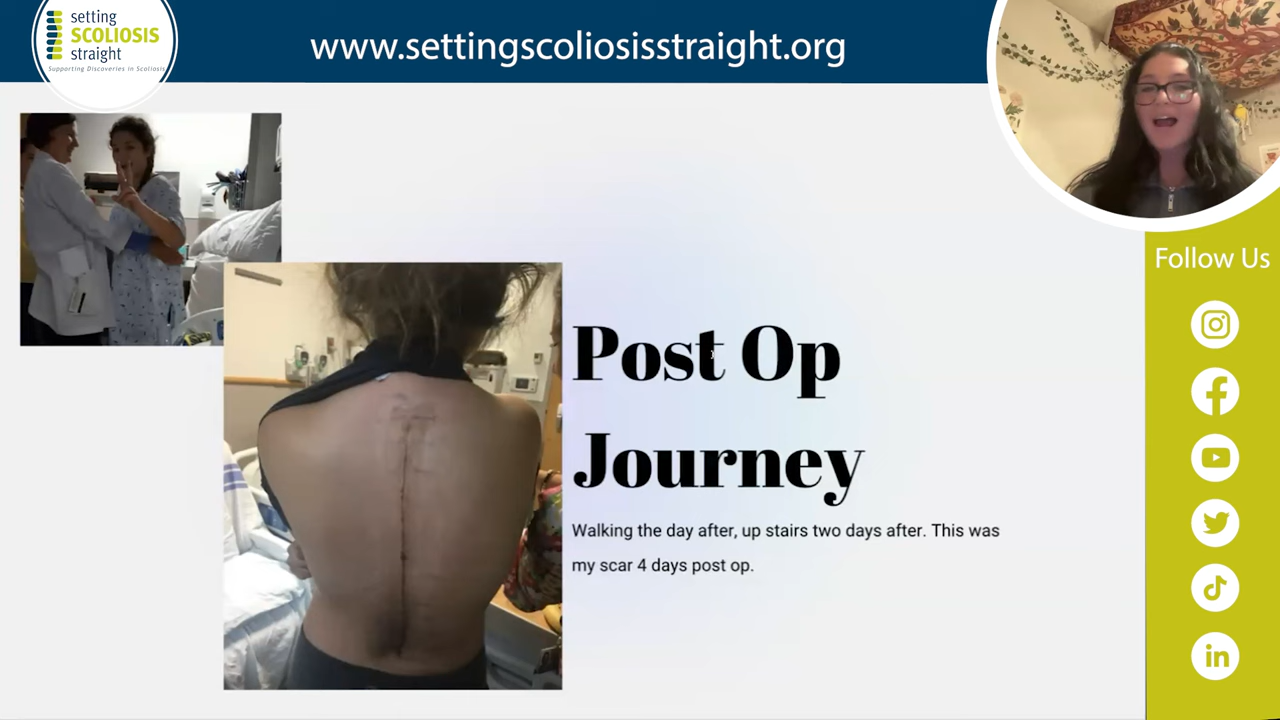 setting
SCOLIOSIS
straight
Supporting Discoveries in Scoliosis
www.settingscoliosisstraight.org
Follow Us
Post Op
Journey
Walking the day after, up stairs two days after. This was
my scar 4 days post op.
in